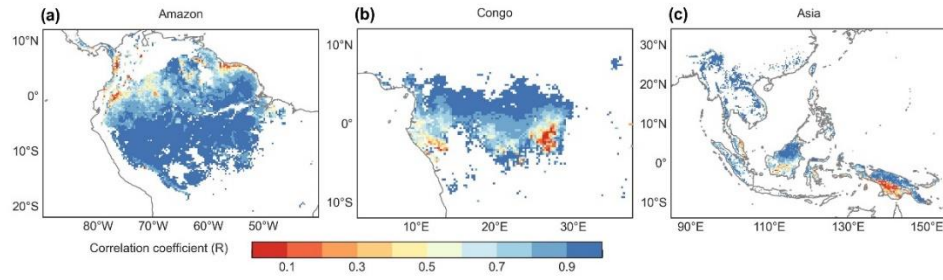 (a) Amazon
(b) Congo
(c) Asia
10°N
0°
10°S
20°S
80°W 70°W 60°W 50°W
10°N
0°
10°S
10°E 20°E 30°E
30°N
20°N
10°N
0°
10°S
90°E 110°E 130°E 150°E
Correlation coefficient (R)
0.1 0.3 0.5 0.7 0.9